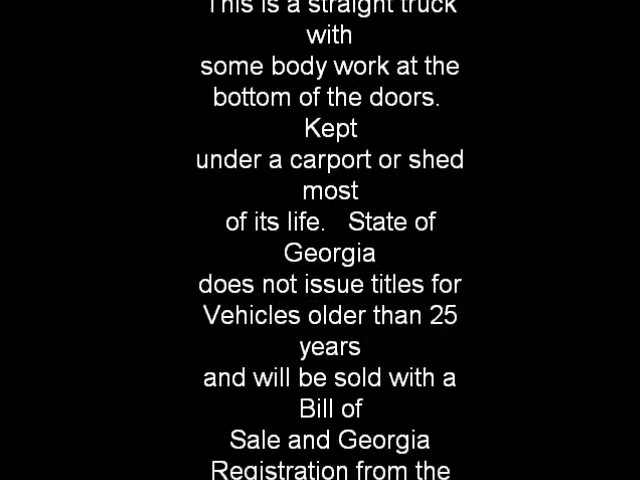 This is a straight truck
with
some body work at the
bottom of the doors.
Kept
under a carport or shed
most
of its life. State of
Georgia
does not issue titles for
Vehicles older than 25
years
and will be sold with a
Bill of
Sale and Georgia
Registration from the